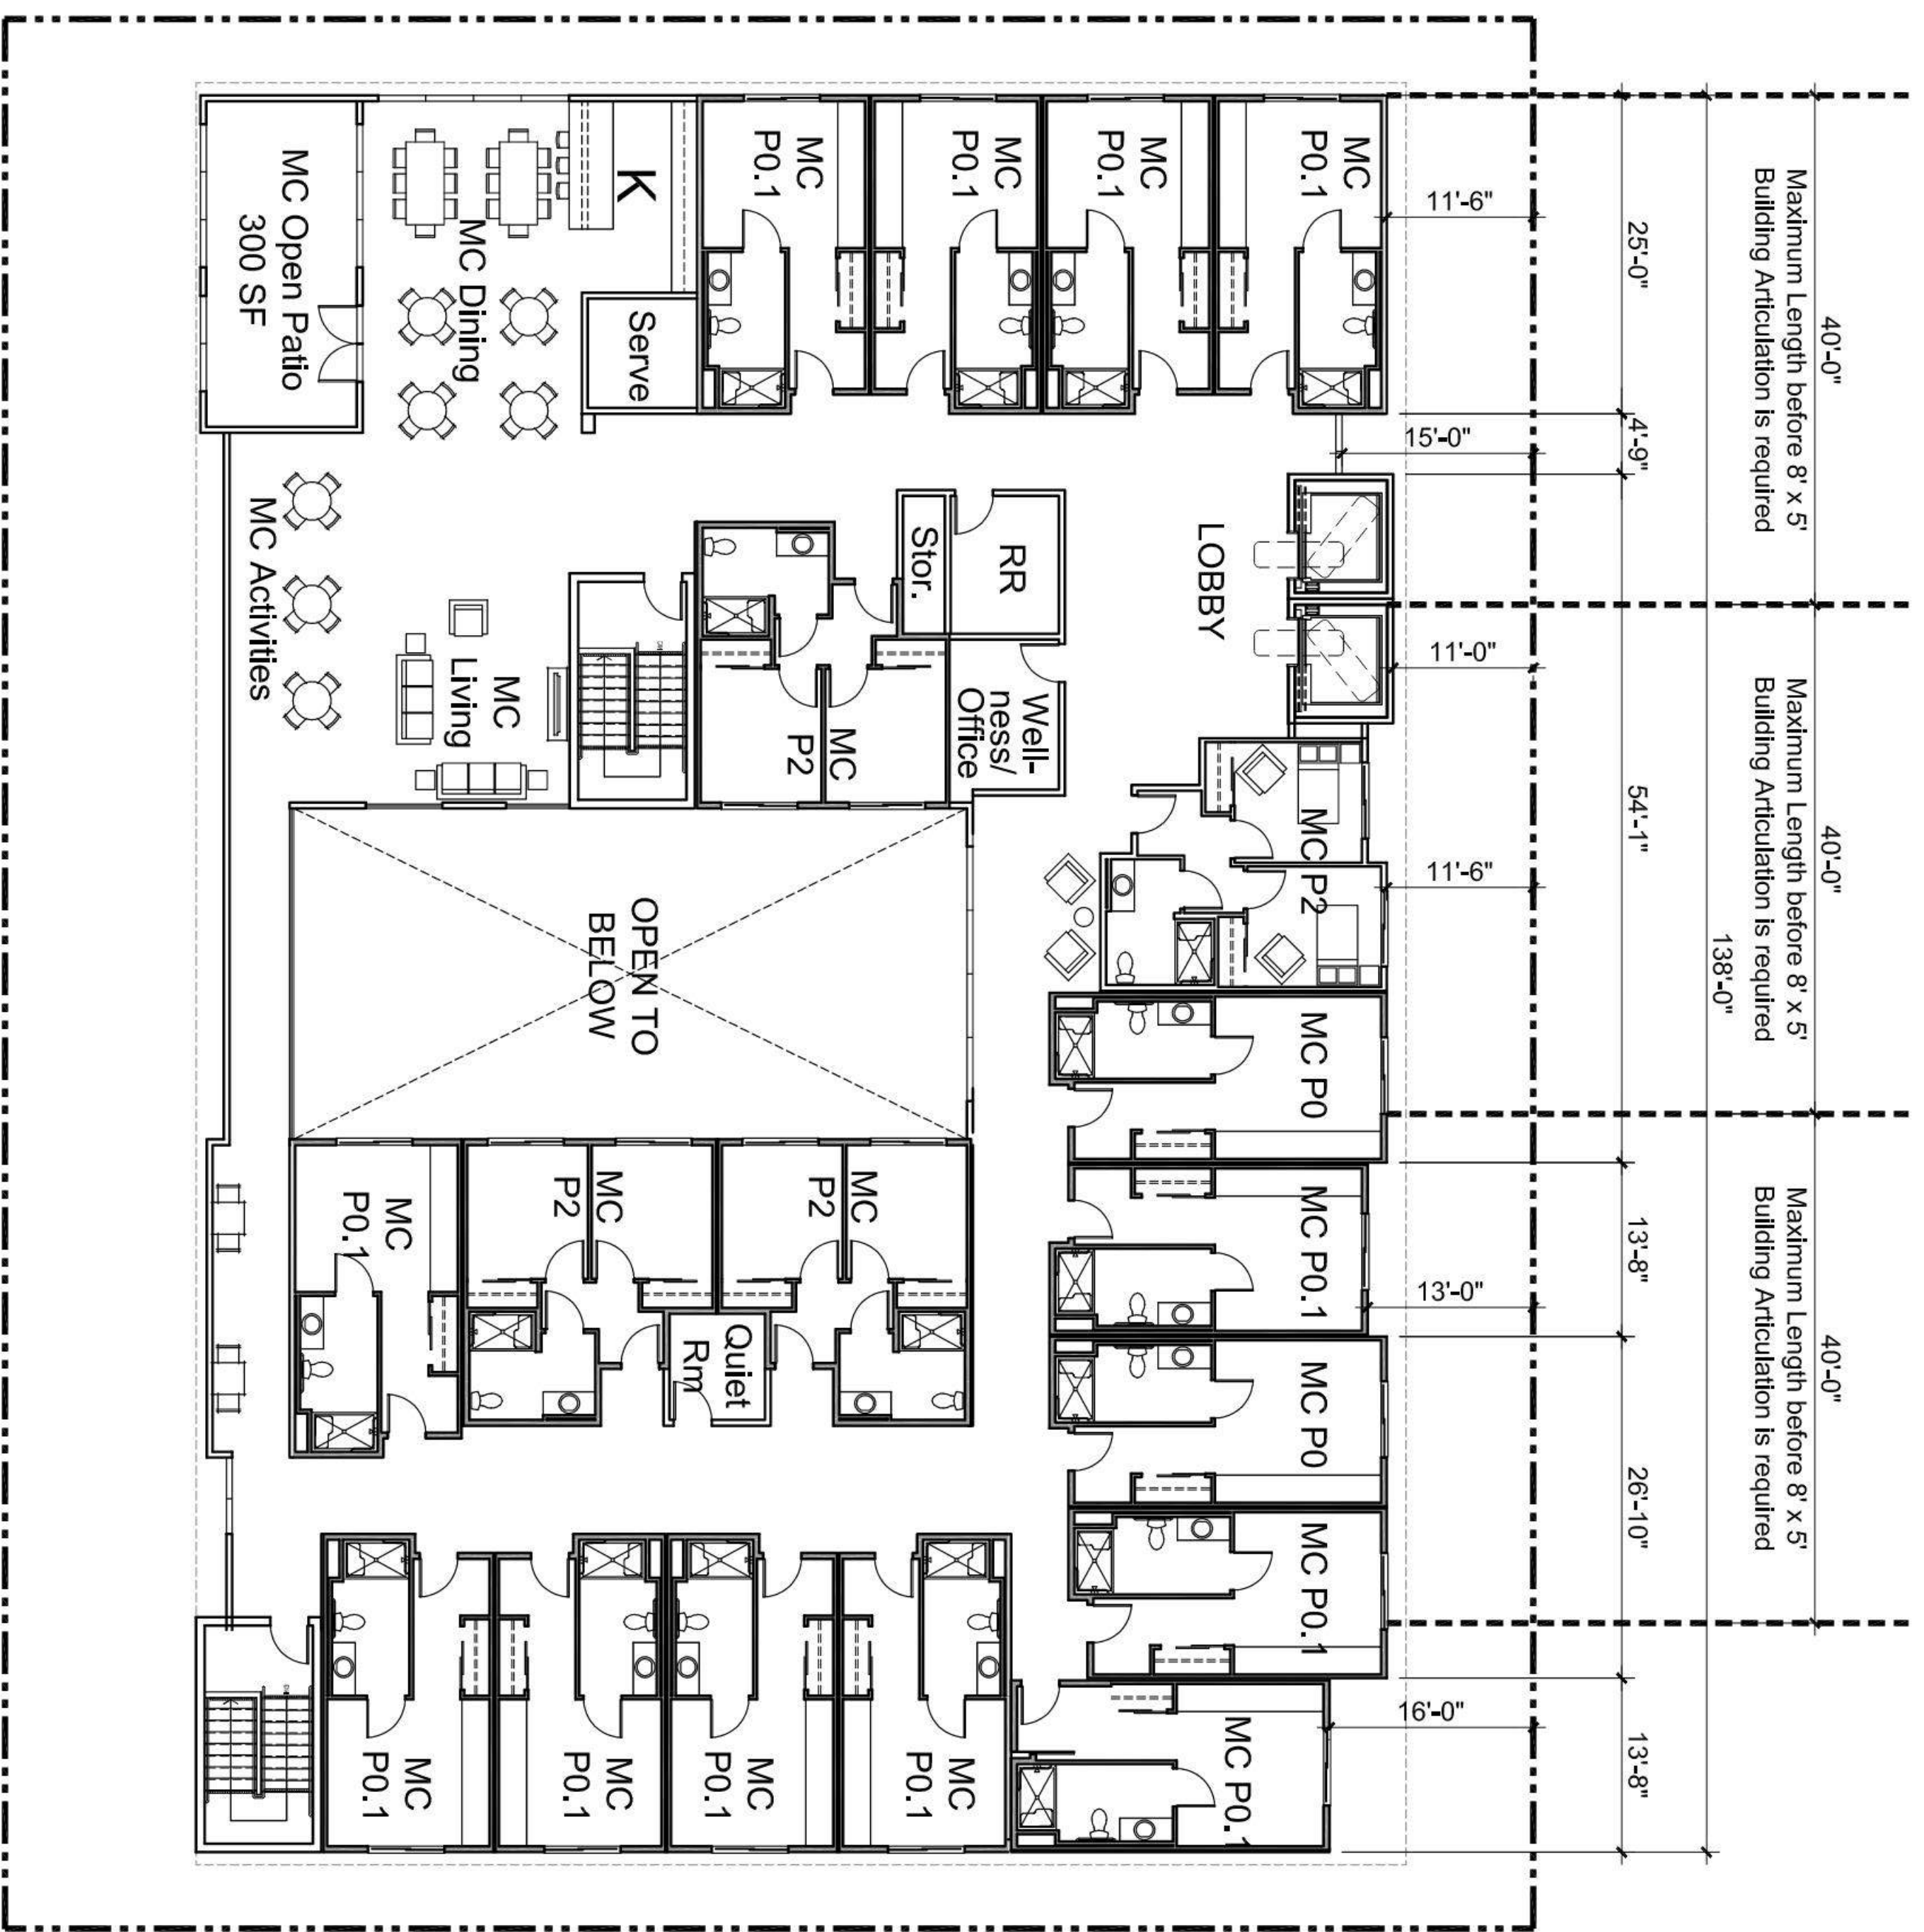 40'-0"
Maximum Length before 8' x 5'
Building Articulation is required
40'-0"
Maximum Length before 8' x 5'
Building Articulation is required
40'-0"
Maximum Length before 8' x 5'
Building Articulation is required
138'-0"
25'-0"
4'-9"
54'-1"
13'-8"
26'-10"
13'-8"
11'-6"
15'-0"
11'-0"
11'-6"
13'-0"
16'-0"
MC
P0.1
MC
P0.1
MC
P0.1
MC
P0.1
K
Serve
MC Dining
MC Open Patio
300 SF
MC Activities
MC
Living
LOBBY
RR
Stor.
Well-
ness/
Office
MC
P2
MC P2
MC P0
MC P0.1
MC P0
MC P0.1
MC P0.1
OPEN TO
BELOW
MC
P0.1
MC
P2
MC
P2
Quiet
Rm
MC
P0.1
MC
P0.1
MC
P0.1
MC
P0.1